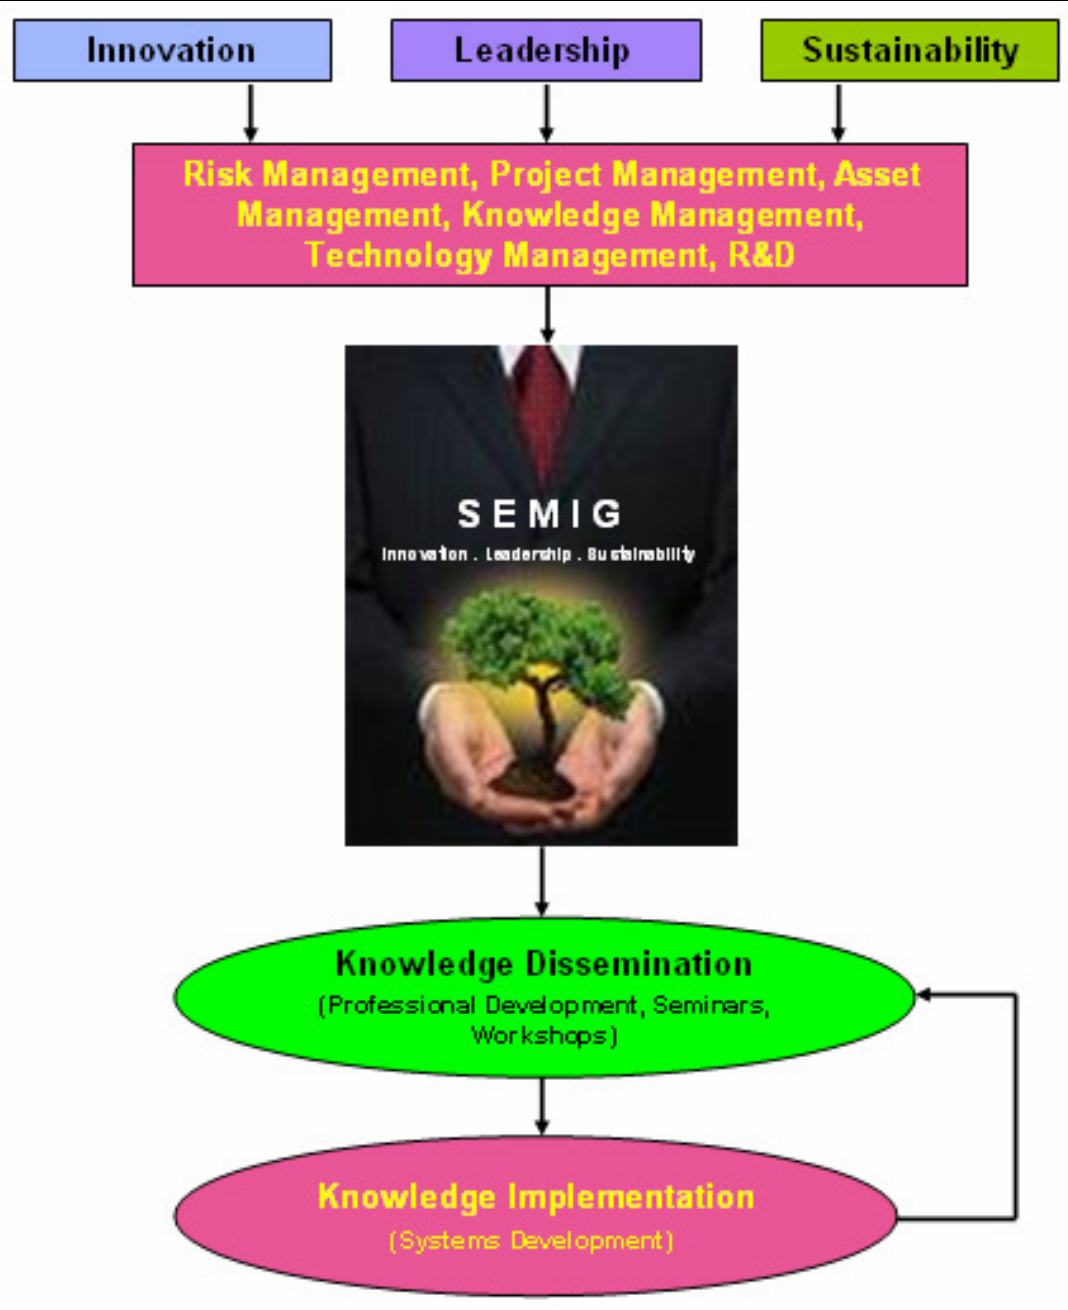 Innovation
Leadership
Sustainability
Risk Management, Project Management, Asset
Management, Knowledge Management,
Technology Management, R&D
SEMIG
Innovation . Leadership . Sustainability
Knowledge Dissemination
(Professional Development, Seminars,
Workshops)
Knowledge Implementation
(Systems Development)